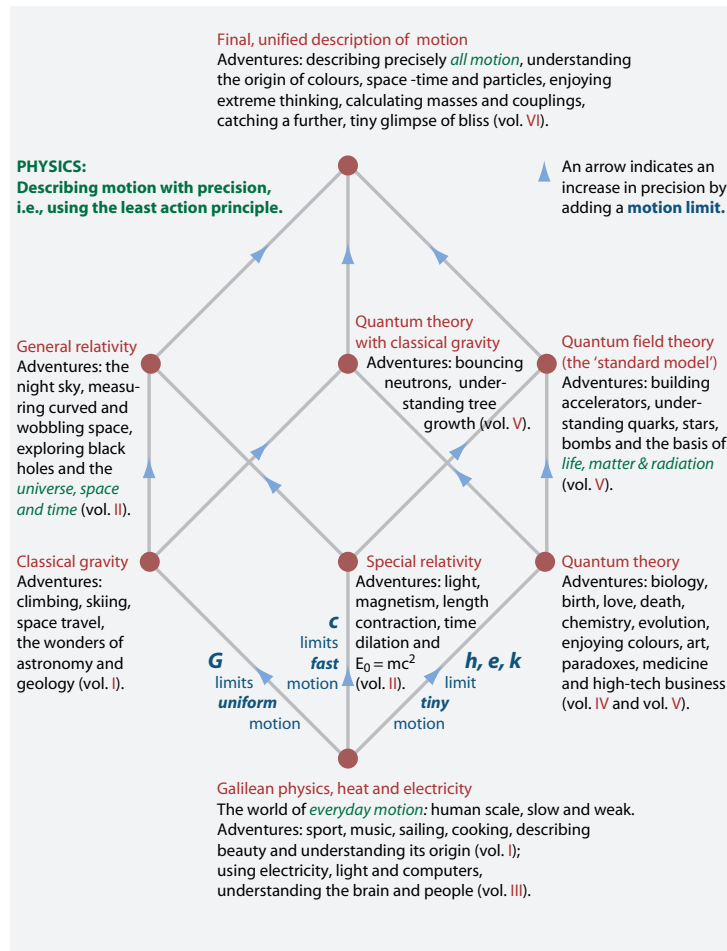 Final, unified description of motion
Adventures: describing precisely all motion, understanding
the origin of colours, space -time and particles, enjoying
extreme thinking, calculating masses and couplings,
catching a further, tiny glimpse of bliss (vol. VI).
PHYSICS:
Describing motion with precision,
i.e., using the least action principle.
An arrow indicates an
increase in precision by
adding a motion limit.
General relativity
Adventures: the
night sky, measu-
ring curved and
wobbling space,
exploring black
holes and the
universe, space
and time (vol. II).
Quantum theory
with classical gravity
Adventures: bouncing
neutrons, under-
standing tree
growth (vol. V).
Quantum field theory
(the ‘standard model’)
Adventures: building
accelerators, under-
standing quarks, stars,
bombs and the basis of
life, matter & radiation
(vol. V).
Classical gravity
Adventures:
climbing, skiing,
space travel,
the wonders of
astronomy and
geology (vol. I).
Special relativity
Adventures: light,
magnetism, length
contraction, time
dilation and
E₀ = mc²
(vol. II).
Quantum theory
Adventures: biology,
birth, love, death,
chemistry, evolution,
enjoying colours, art,
paradoxes, medicine
and high-tech business
(vol. IV and vol. V).
G
limits
uniform
motion
c
limits
fast
motion
h, e, k
limit
tiny
motion
Galilean physics, heat and electricity
The world of everyday motion: human scale, slow and weak.
Adventures: sport, music, sailing, cooking, describing
beauty and understanding its origin (vol. I);
using electricity, light and computers,
understanding the brain and people (vol. III).